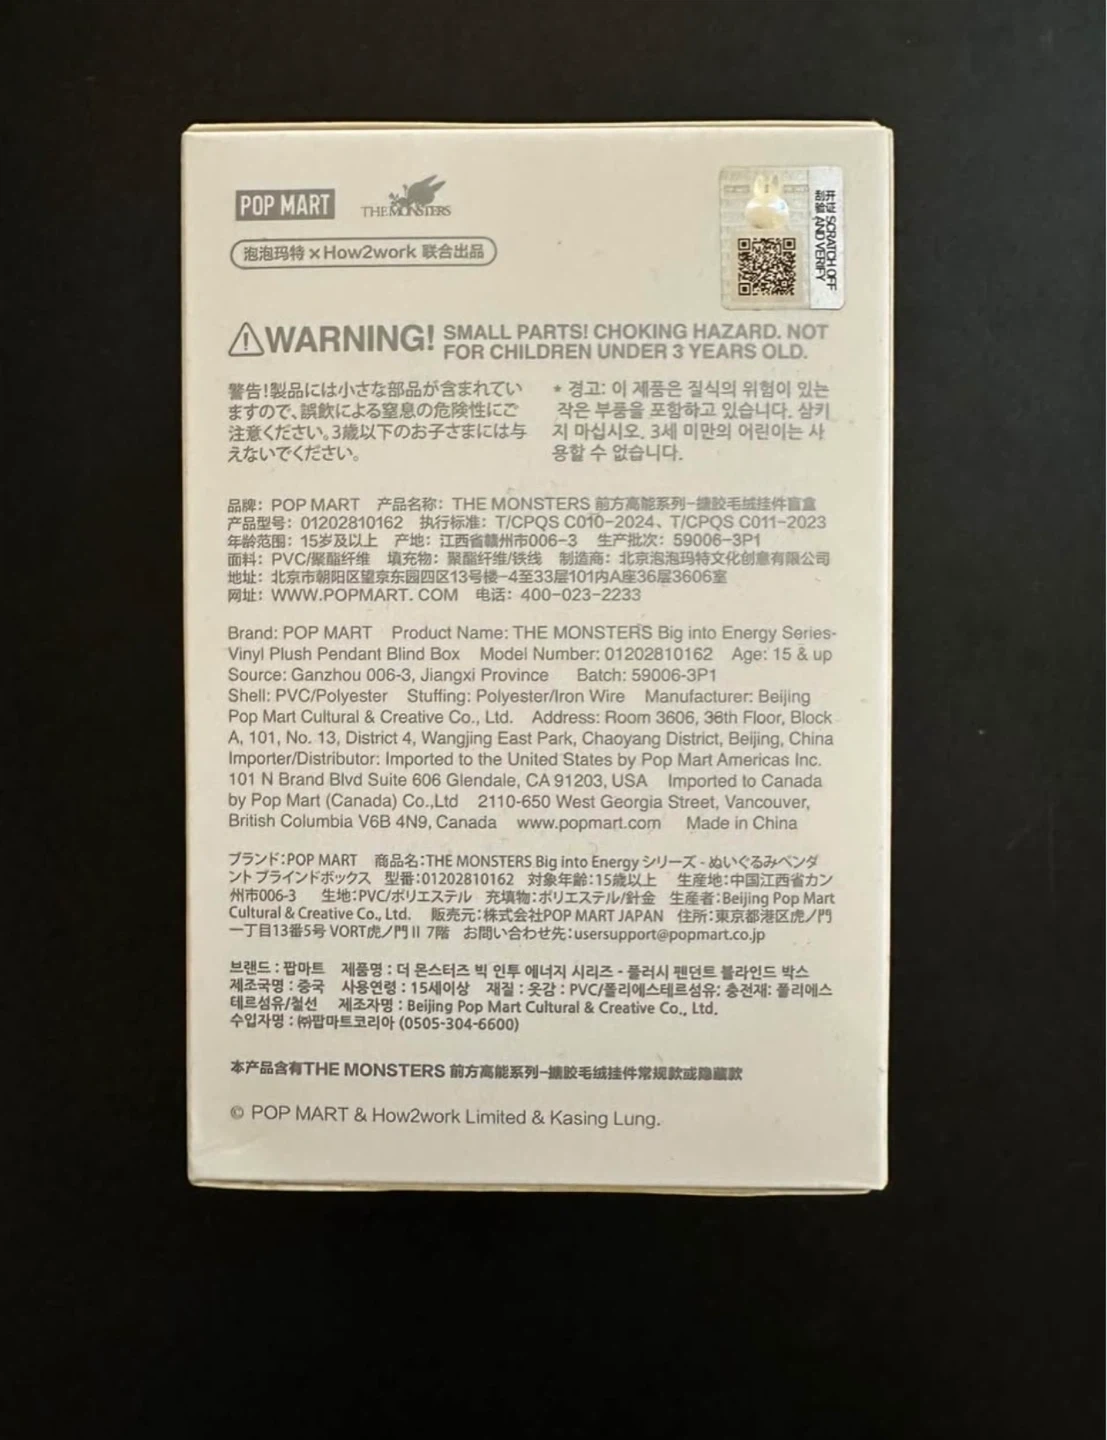 POP MART
THE MONSTERS
泡泡玛特 × How2work 联合出品
开启刮验 SCRATCH OFF
AND VERIFY
WARNING! SMALL PARTS! CHOKING HAZARD. NOT
FOR CHILDREN UNDER 3 YEARS OLD.
警告!製品には小さな部品が含まれてい
ますので、誤飲による窒息の危険性にご
注意ください。3歳以下のお子さまには与
えないでください。
* 경고: 이 제품은 질식의 위험이 있는
작은 부품을 포함하고 있습니다. 삼키
지 마십시오. 3세 미만의 어린이는 사
용할 수 없습니다.
品牌：POP MART 产品名称：THE MONSTERS 前方高能系列-搪胶毛绒挂件盲盒
产品型号：01202810162 执行标准：T/CPQS C010-2024、T/CPQS C011-2023
年龄范围：15岁及以上 产地：江西省赣州市006-3 生产批次：59006-3P1
面料：PVC/聚酯纤维 填充物：聚酯纤维/铁线 制造商：北京泡泡玛特文化创意有限公司
地址：北京市朝阳区望京东园四区13号楼-4至33层101内A座36层3606室
网址：WWW.POPMART. COM 电话：400-023-2233
Brand: POP MART Product Name: THE MONSTERS Big into Energy Series-
Vinyl Plush Pendant Blind Box Model Number: 01202810162 Age: 15 & up
Source: Ganzhou 006-3, Jiangxi Province Batch: 59006-3P1
Shell: PVC/Polyester Stuffing: Polyester/Iron Wire Manufacturer: Beijing
Pop Mart Cultural & Creative Co., Ltd. Address: Room 3606, 36th Floor, Block
A, 101, No. 13, District 4, Wangjing East Park, Chaoyang District, Beijing, China
Importer/Distributor: Imported to the United States by Pop Mart Americas Inc.
101 N Brand Blvd Suite 606 Glendale, CA 91203, USA Imported to Canada
by Pop Mart (Canada) Co.,Ltd 2110-650 West Georgia Street, Vancouver,
British Columbia V6B 4N9, Canada www.popmart.com Made in China
ブランド:POP MART 商品名:THE MONSTERS Big into Energy シリーズ - ぬいぐるみペンダ
ント ブラインドボックス 型番:01202810162 対象年齢:15歳以上 生産地:中国江西省カン
州市006-3 生地:PVC/ポリエステル 充填物:ポリエステル/針金 生産者:Beijing Pop Mart
Cultural & Creative Co., Ltd. 販売元:株式会社POP MART JAPAN 住所:東京都港区虎ノ門
一丁目13番5号 VORT虎ノ門 II 7階 お問い合わせ先:usersupport@popmart.co.jp
브랜드 : 팝마트 제품명 : 더 몬스터즈 빅 인투 에너지 시리즈 - 플러시 펜던트 블라인드 박스
제조국명 : 중국 사용연령 : 15세이상 재질 : 옷감 : PVC/폴리에스테르섬유; 충전재: 폴리에스
테르섬유/철선 제조자명 : Beijing Pop Mart Cultural & Creative Co., Ltd.
수입자명 : ㈜팝마트코리아 (0505-304-6600)
本产品含有THE MONSTERS 前方高能系列-搪胶毛绒挂件常规款或隐藏款
© POP MART & How2work Limited & Kasing Lung.